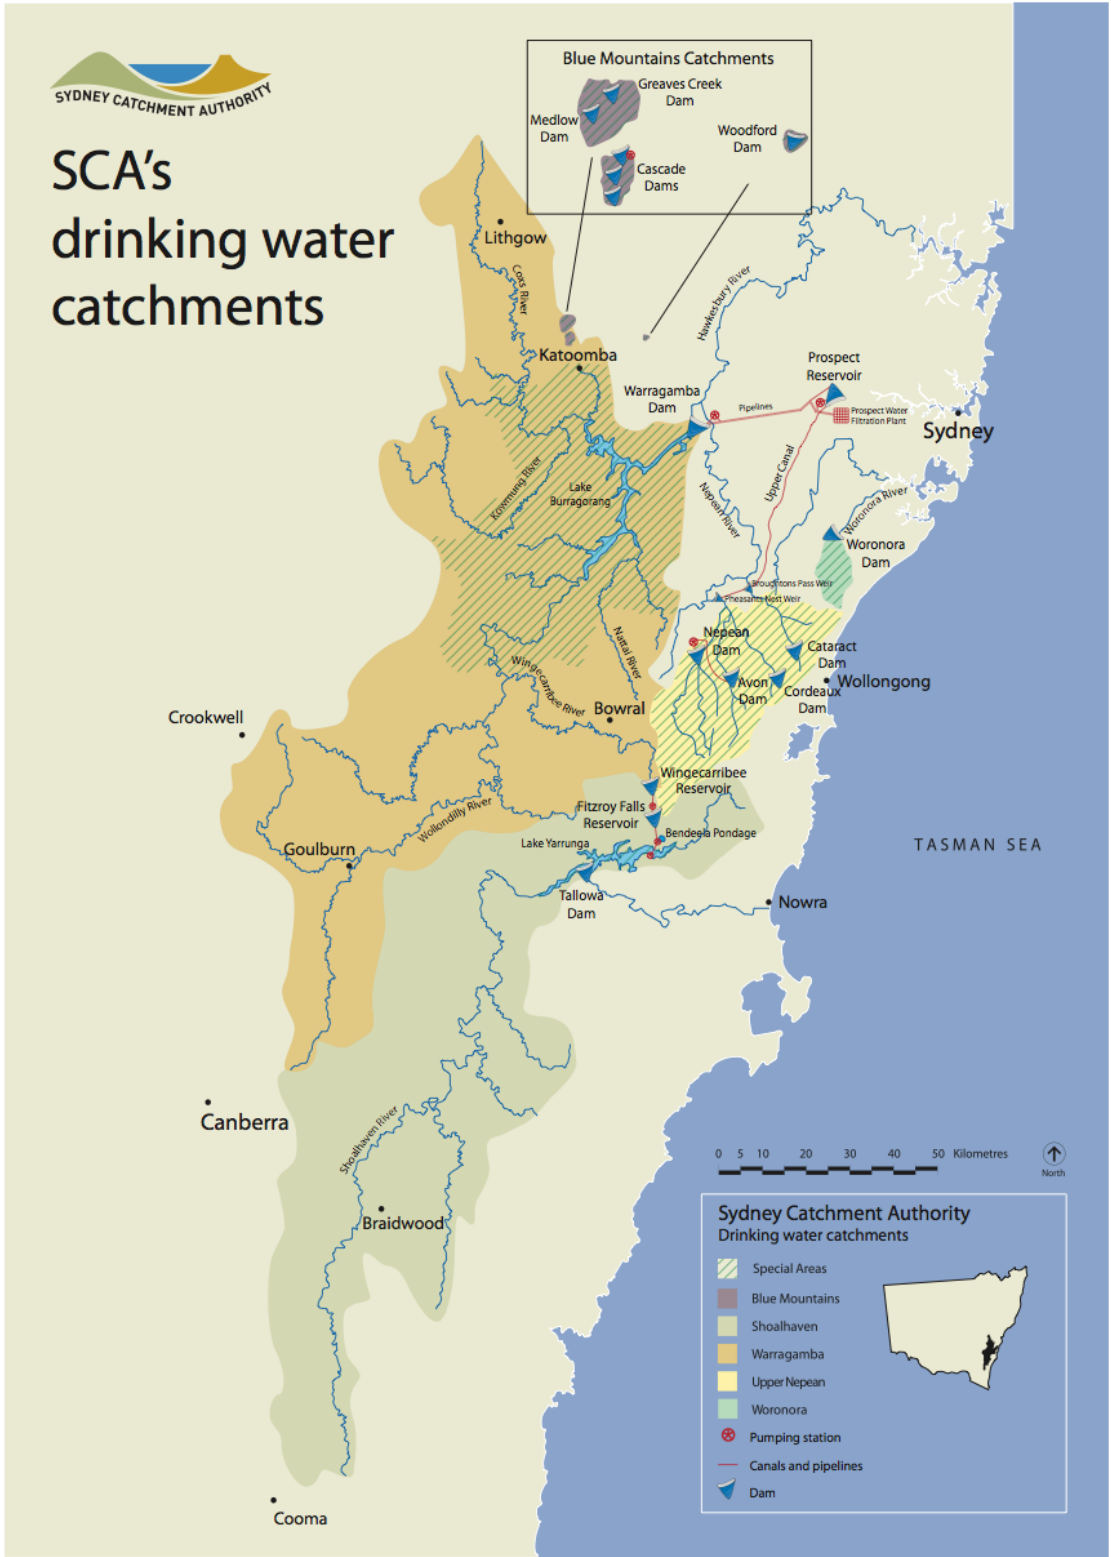 SYDNEY CATCHMENT AUTHORITY
SCA's
drinking water
catchments
Blue Mountains Catchments
Greaves Creek
Dam
Medlow
Dam
Woodford
Dam
Cascade
Dams
Lithgow
Coxs River
Hawkesbury River
Katoomba
Prospect
Reservoir
Warragamba
Dam
Pipelines
Prospect Water
Filtration Plant
Sydney
Upper Canal
Kowmung River
Lake
Burragorang
Nepean River
Woronora River
Woronora
Dam
Broughtons Pass Weir
Pheasants Nest Weir
Nepean
Dam
Cataract
Dam
Nattai River
Wingecarribee River
Avon
Dam
Cordeaux
Dam
Wollongong
Bowral
Crookwell
Wingecarribee
Reservoir
Fitzroy Falls
Reservoir
Wollondilly River
Bendeela Pondage
Lake Yarrunga
Goulburn
TASMAN SEA
Tallowa
Dam
Nowra
Canberra
Shoalhaven River
Braidwood
Cooma
0 5 10 20 30 40 50 Kilometres
North
Sydney Catchment Authority
Drinking water catchments
Special Areas
Blue Mountains
Shoalhaven
Warragamba
Upper Nepean
Woronora
Pumping station
Canals and pipelines
Dam